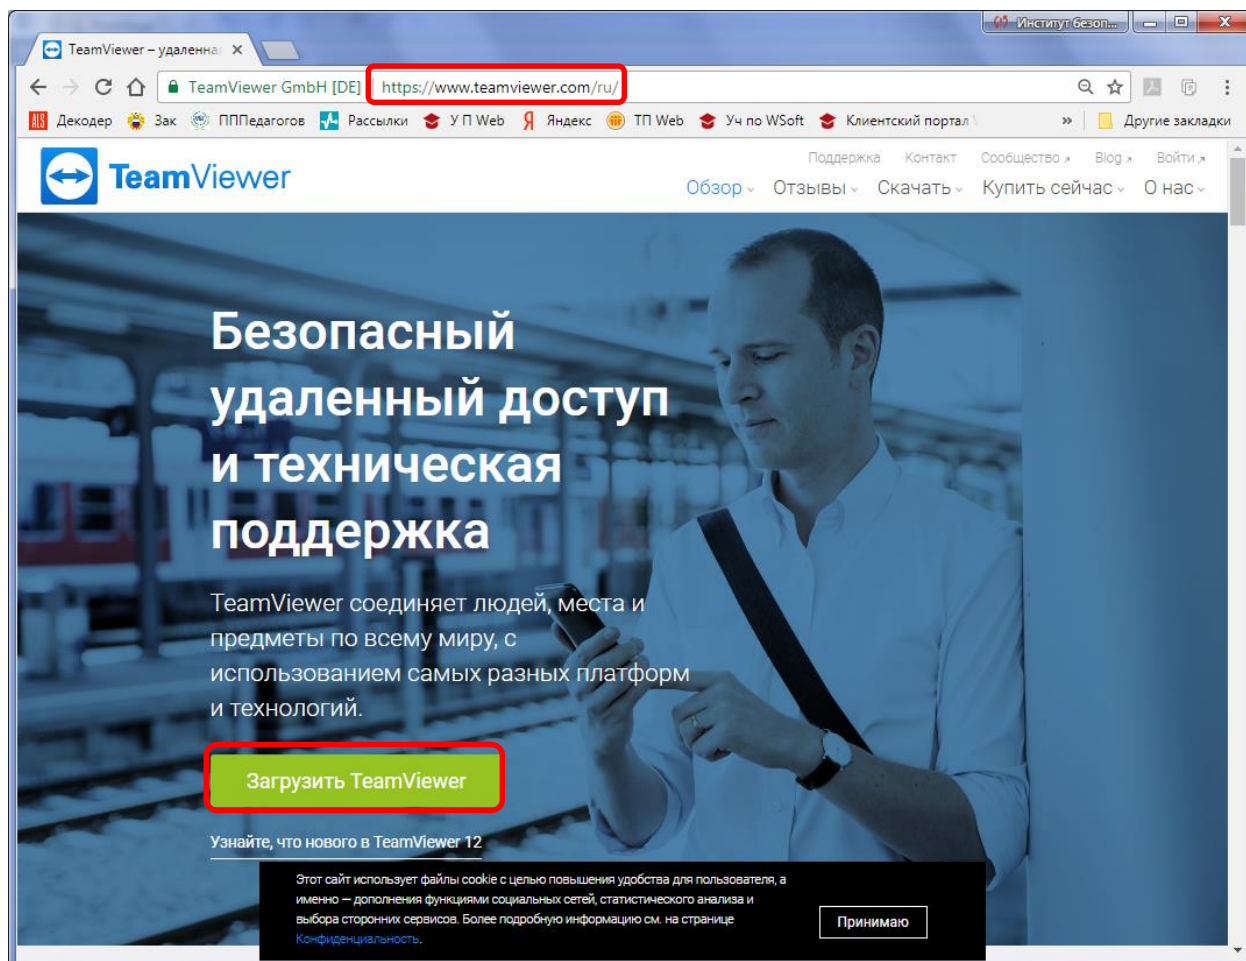 Институт безоп...
TeamViewer – удаленна
TeamViewer GmbH [DE] https://www.teamviewer.com/ru/
Декодер Зак ПППедагогов Рассылки У П Web Яндекс ТП Web Уч по WSoft Клиентский портал » Другие закладки
Поддержка Контакт Сообщество Blog Войти
TeamViewer
Обзор Отзывы Скачать Купить сейчас О нас
Безопасный
удаленный доступ
и техническая
поддержка
TeamViewer соединяет людей, места и
предметы по всему миру, с
использованием самых разных платформ
и технологий.
Загрузить TeamViewer
Узнайте, что нового в TeamViewer 12
Этот сайт использует файлы cookie с целью повышения удобства для пользователя, а
именно — дополнения функциями социальных сетей, статистического анализа и
выбора сторонних сервисов. Более подробную информацию см. на странице
Конфиденциальность.
Принимаю